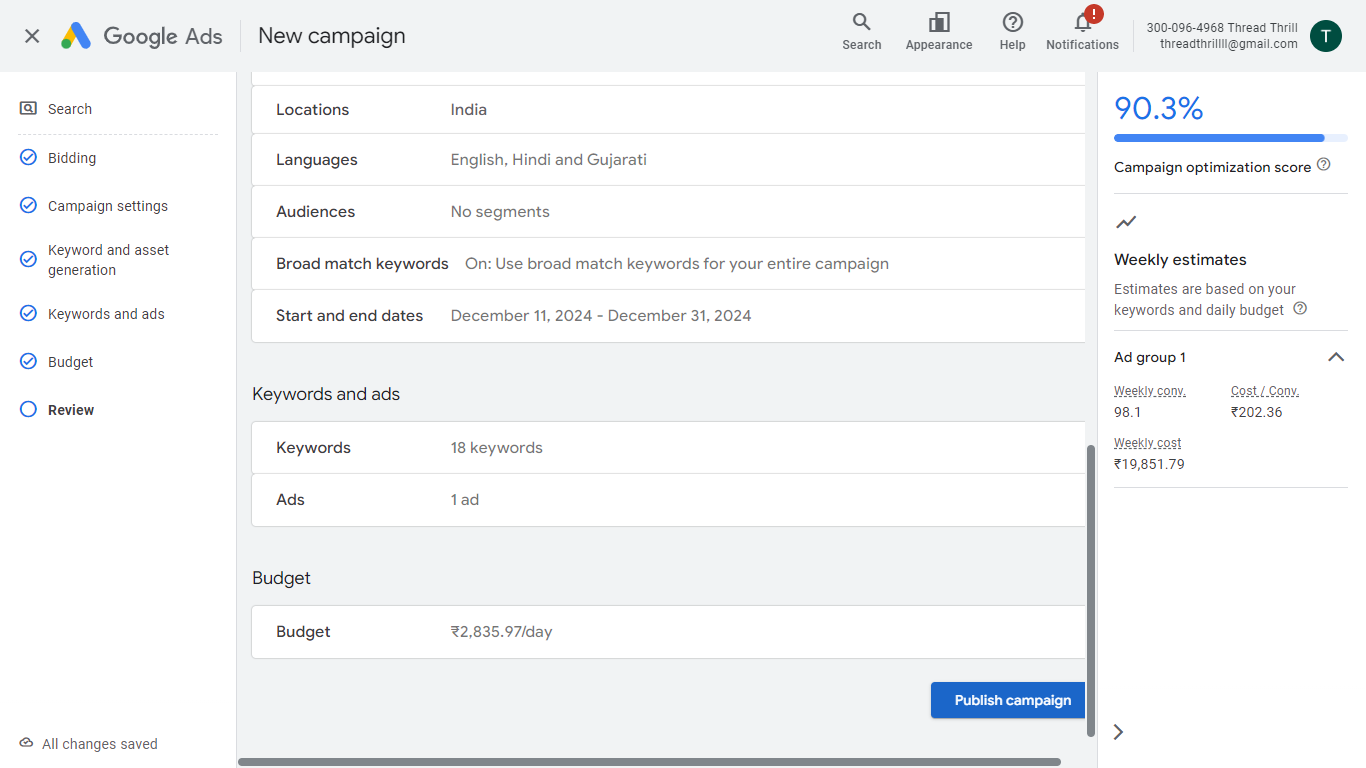 Google Ads
New campaign
Search
Appearance
Help
!
Notifications
300-096-4968 Thread Thrill
threadthrillll@gmail.com
T
Search
Bidding
Campaign settings
Keyword and asset
generation
Keywords and ads
Budget
Review
All changes saved
Locations India
Languages English, Hindi and Gujarati
Audiences No segments
Broad match keywords On: Use broad match keywords for your entire campaign
Start and end dates December 11, 2024 - December 31, 2024
Keywords and ads
Keywords 18 keywords
Ads 1 ad
Budget
Budget ₹2,835.97/day
Publish campaign
90.3%
Campaign optimization score
Weekly estimates
Estimates are based on your
keywords and daily budget
Ad group 1
Weekly conv. Cost / Conv.
98.1 ₹202.36
Weekly cost
₹19,851.79